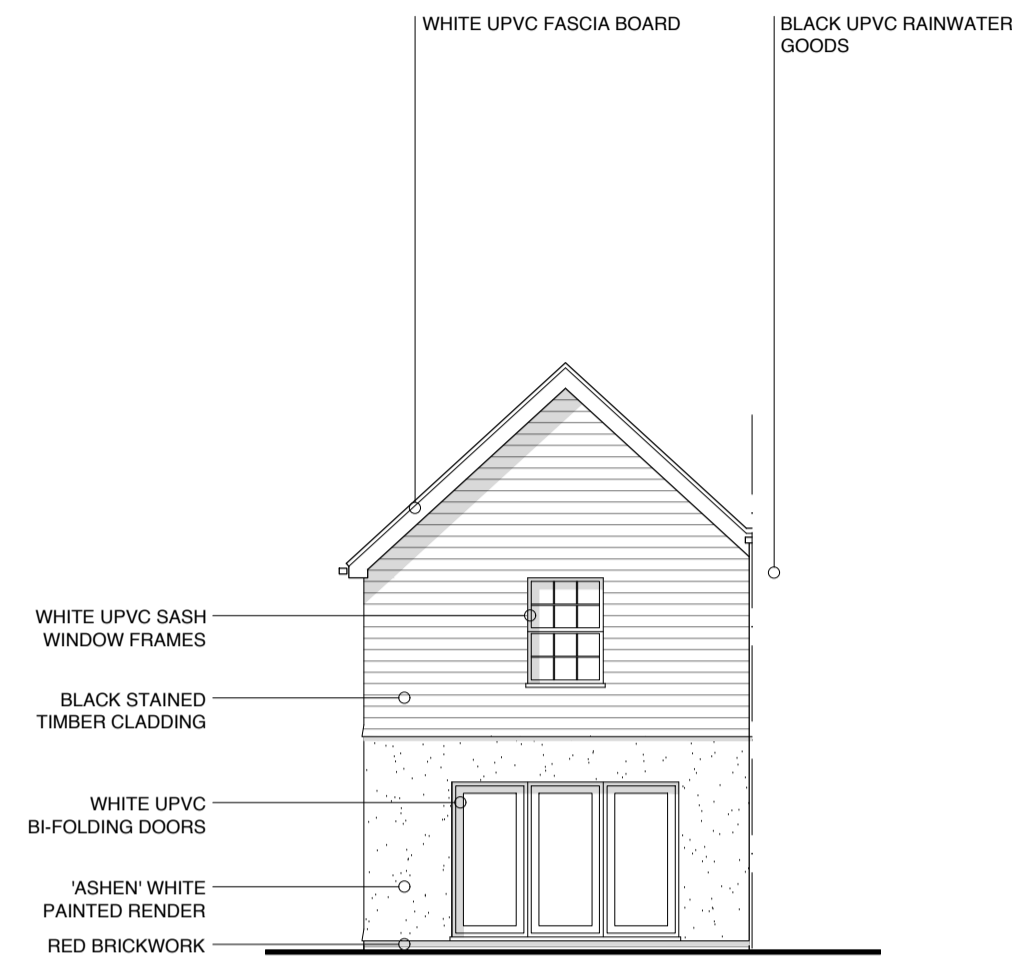 WHITE UPVC FASCIA BOARD
BLACK UPVC RAINWATER
GOODS
WHITE UPVC SASH
WINDOW FRAMES
BLACK STAINED
TIMBER CLADDING
WHITE UPVC
BI-FOLDING DOORS
'ASHEN' WHITE
PAINTED RENDER
RED BRICKWORK